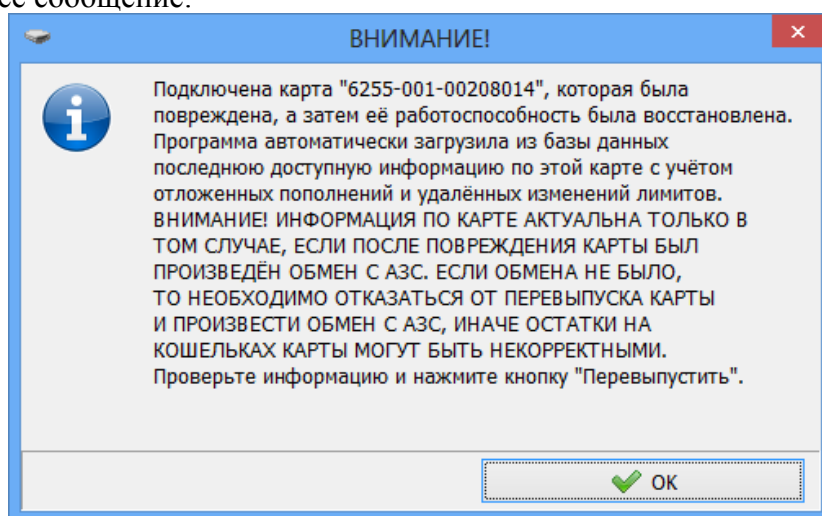 сообщение:
ВНИМАНИЕ!
Подключена карта "6255-001-00208014", которая была
повреждена, а затем её работоспособность была восстановлена.
Программа автоматически загрузила из базы данных
последнюю доступную информацию по этой карте с учётом
отложенных пополнений и удалённых изменений лимитов.
ВНИМАНИЕ! ИНФОРМАЦИЯ ПО КАРТЕ АКТУАЛЬНА ТОЛЬКО В
ТОМ СЛУЧАЕ, ЕСЛИ ПОСЛЕ ПОВРЕЖДЕНИЯ КАРТЫ БЫЛ
ПРОИЗВЕДЁН ОБМЕН С АЗС. ЕСЛИ ОБМЕНА НЕ БЫЛО,
ТО НЕОБХОДИМО ОТКАЗАТЬСЯ ОТ ПЕРЕВЫПУСКА КАРТЫ
И ПРОИЗВЕСТИ ОБМЕН С АЗС, ИНАЧЕ ОСТАТКИ НА
КОШЕЛЬКАХ КАРТЫ МОГУТ БЫТЬ НЕКОРРЕКТНЫМИ.
Проверьте информацию и нажмите кнопку "Перевыпустить".
ОК